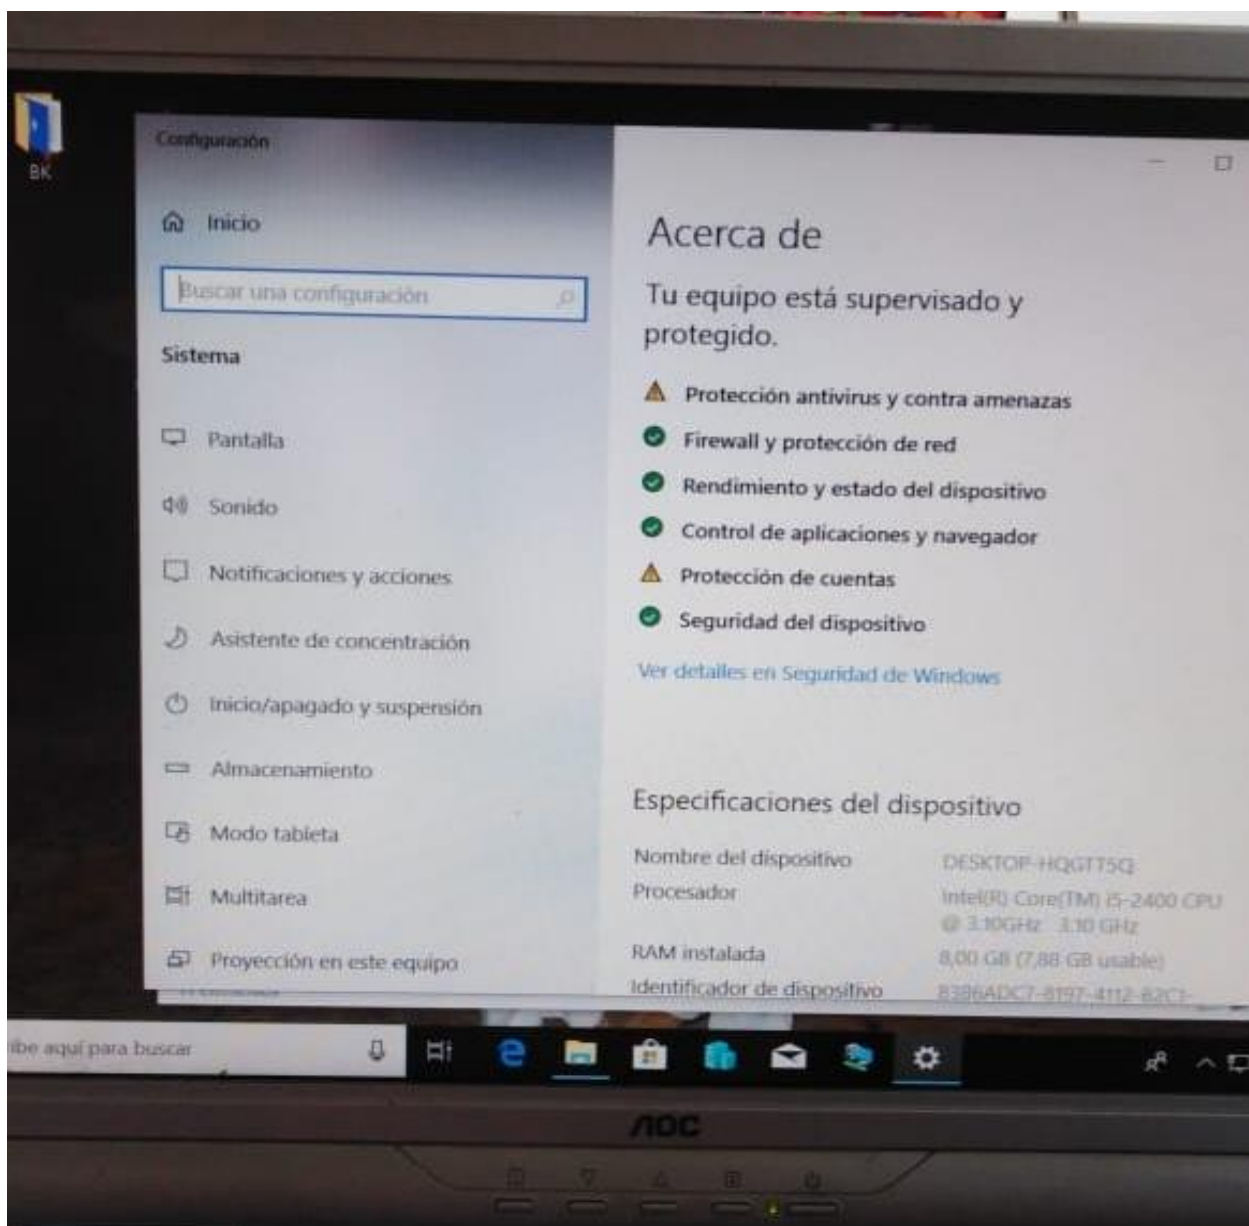 BK
Configuración
Inicio
Buscar una configuración
Sistema
Pantalla
Sonido
Notificaciones y acciones
Asistente de concentración
Inicio/apagado y suspensión
Almacenamiento
Modo tableta
Multitarea
Proyección en este equipo
Acerca de
Tu equipo está supervisado y
protegido.
Protección antivirus y contra amenazas
Firewall y protección de red
Rendimiento y estado del dispositivo
Control de aplicaciones y navegador
Protección de cuentas
Seguridad del dispositivo
Ver detalles en Seguridad de Windows
Especificaciones del dispositivo
Nombre del dispositivo DESKTOP-HQGTT5Q
Procesador Intel(R) Core(TM) i5-2400 CPU
@ 3.10GHz 3.10 GHz
RAM instalada 8,00 GB (7,88 GB usable)
Identificador de dispositivo 8386ADC7-8197-4112-82C1-
ibe aquí para buscar
AOC